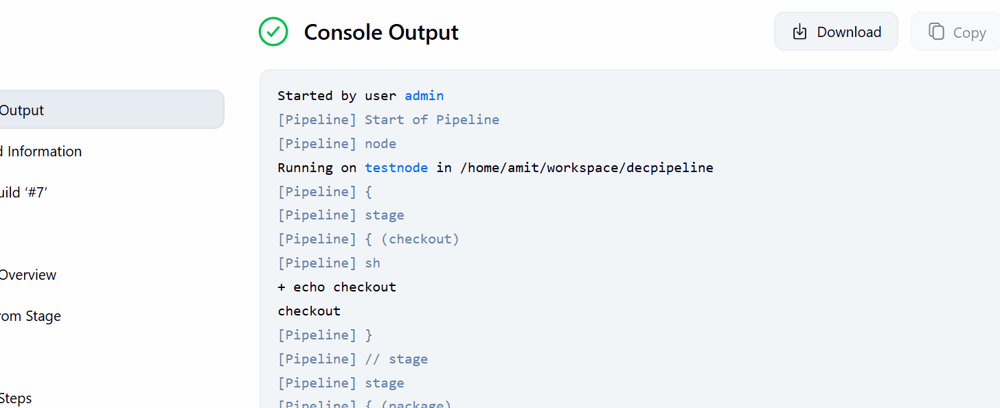 Console Output
Download
Copy
Output
Information
'#7'
Overview
Stage
Steps
Started by user admin
[Pipeline] Start of Pipeline
[Pipeline] node
Running on testnode in /home/amit/workspace/decpipeline
[Pipeline] {
[Pipeline] stage
[Pipeline] { (checkout)
[Pipeline] sh
+ echo checkout
checkout
[Pipeline] }
[Pipeline] // stage
[Pipeline] stage
[Pipeline] { (package)